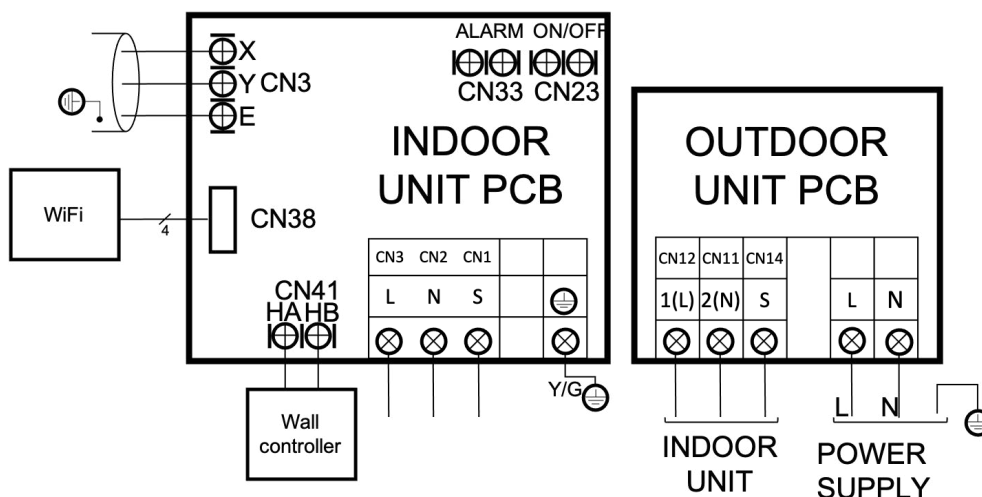 ALARM ON/OFF
X
Y CN3
E
CN33 CN23
INDOOR
UNIT PCB
WiFi
4
CN38
CN41
HA HB
CN3 CN2 CN1
L N S
Y/G
Wall
controller
OUTDOOR
UNIT PCB
CN12 CN11 CN14
1(L) 2(N) S L N
L N
INDOOR
UNIT
POWER
SUPPLY